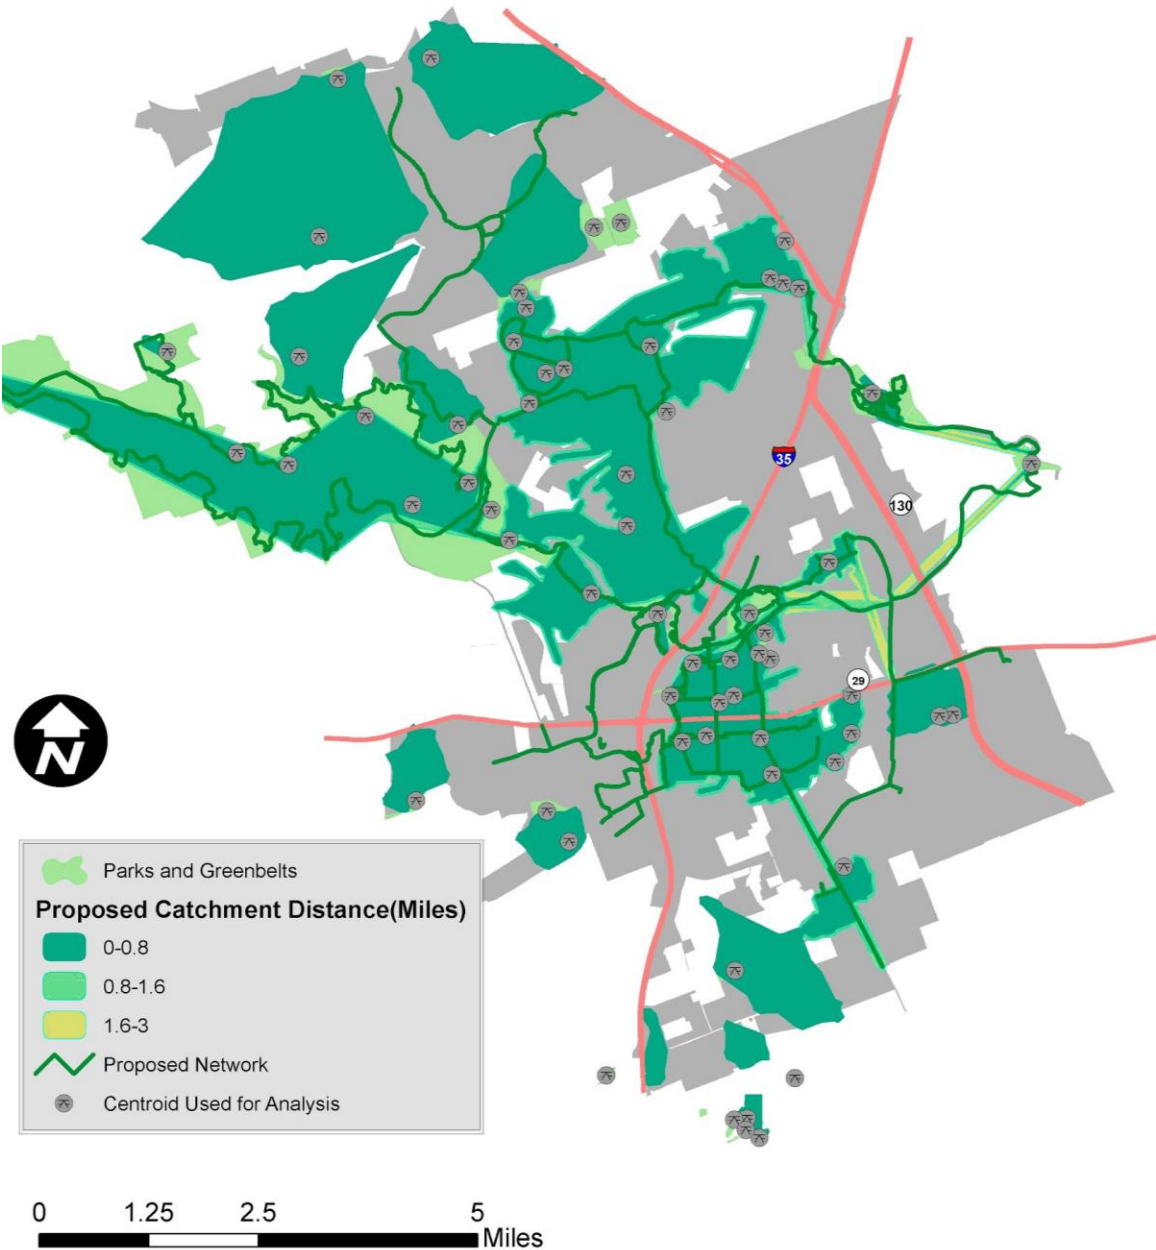 35
130
29
N
Parks and Greenbelts
Proposed Catchment Distance(Miles)
0-0.8
0.8-1.6
1.6-3
Proposed Network
Centroid Used for Analysis
0 1.25 2.5 5
Miles